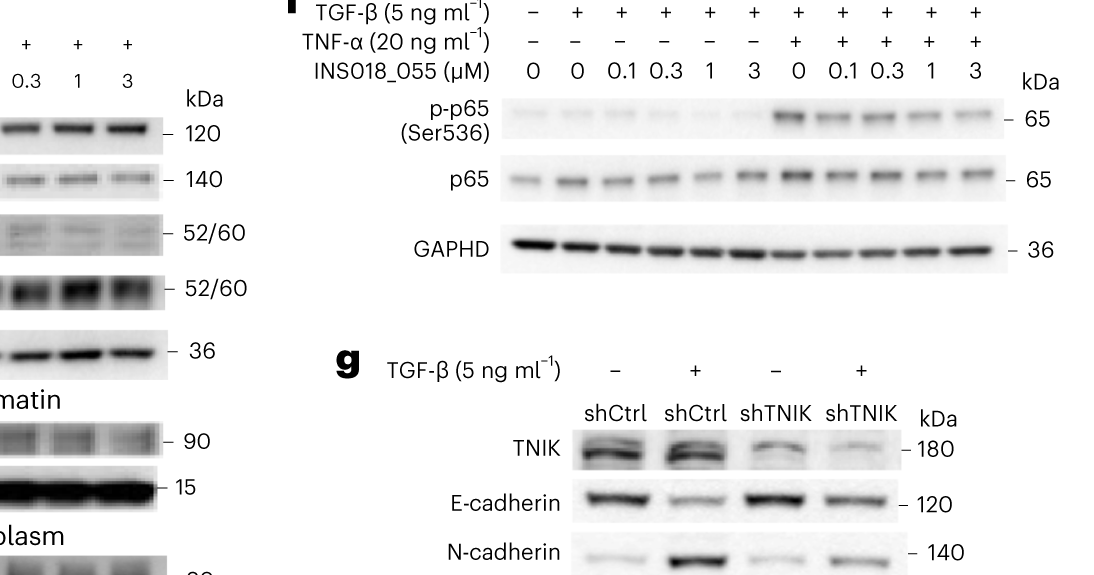 + + +
0.3 1 3
kDa
120
140
52/60
52/60
36
matin
90
15
plasm
TGF-β (5 ng ml⁻¹) – + + + + + + + + + +
TNF-α (20 ng ml⁻¹) – – – – – – + + + + +
INS018_055 (μM) 0 0 0.1 0.3 1 3 0 0.1 0.3 1 3
kDa
p-p65
(Ser536) 65
p65 65
GAPHD 36
g
TGF-β (5 ng ml⁻¹) – + – +
shCtrl shCtrl shTNIK shTNIK kDa
TNIK 180
E-cadherin 120
N-cadherin 140